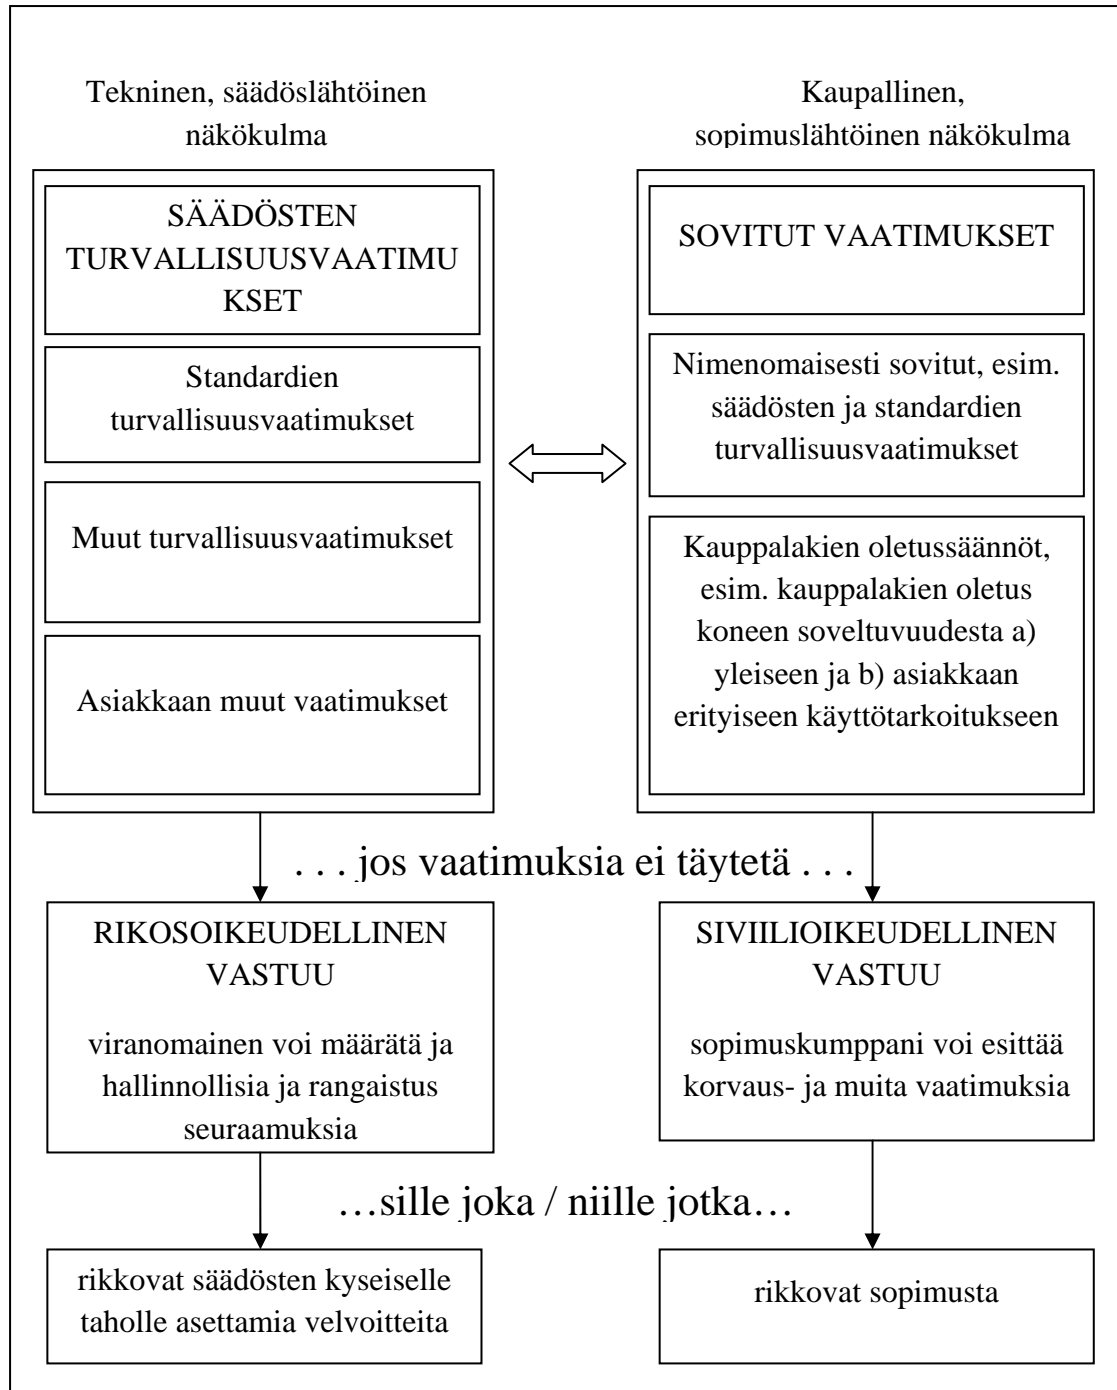 Tekninen, säädöslähtöinen
näkökulma
SÄÄDÖSTEN
TURVALLISUUSVAATIMU
KSET
Standardien
turvallisuusvaatimukset
Muut turvallisuusvaatimukset
Asiakkaan muut vaatimukset
Kaupallinen,
sopimuslähtöinen näkökulma
SOVITUT VAATIMUKSET
Nimenomaisesti sovitut, esim.
säädösten ja standardien
turvallisuusvaatimukset
Kauppalakien oletussäännöt,
esim. kauppalakien oletus
koneen soveltuvuudesta a)
yleiseen ja b) asiakkaan
erityiseen käyttötarkoitukseen
. . . jos vaatimuksia ei täytetä . . .
RIKOSOIKEUDELLINEN
VASTUU
viranomainen voi määrätä ja
hallinnollisia ja rangaistus
seuraamuksia
SIVIILIOIKEUDELLINEN
VASTUU
sopimuskumppani voi esittää
korvaus- ja muita vaatimuksia
…sille joka / niille jotka…
rikkovat säädösten kyseiselle
taholle asettamia velvoitteita
rikkovat sopimusta